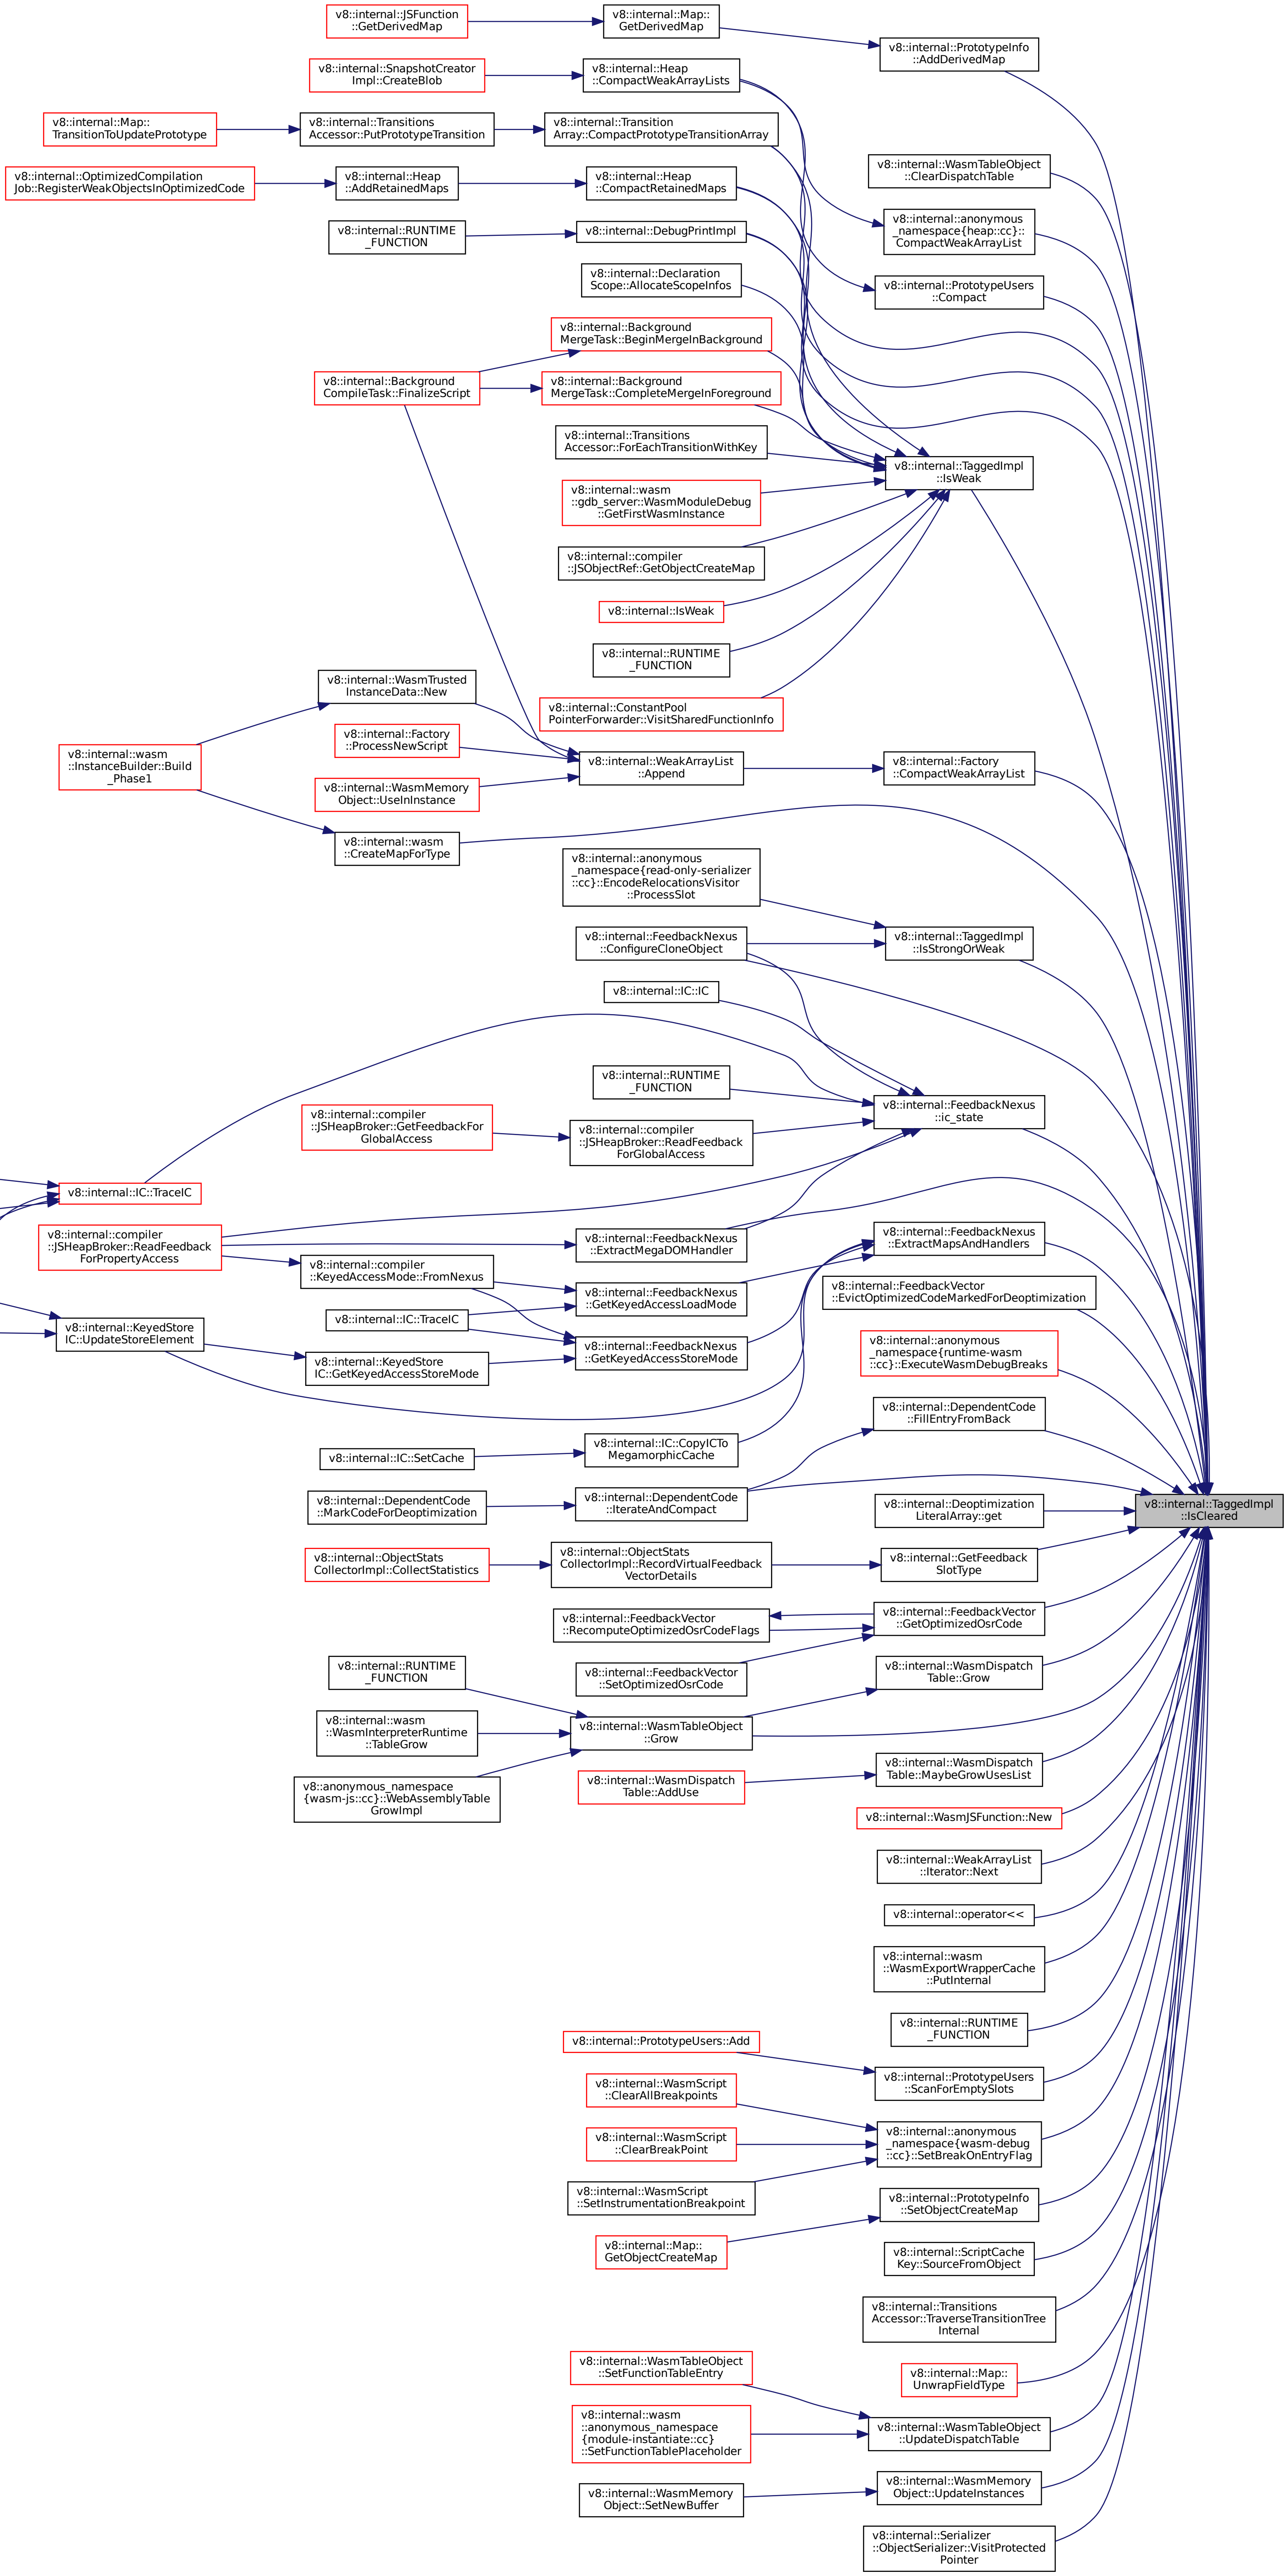 v8::internal::JSFunction
::GetDerivedMap
v8::internal::Map::
GetDerivedMap
v8::internal::PrototypeInfo
::AddDerivedMap
v8::internal::SnapshotCreator
Impl::CreateBlob
v8::internal::Heap
::CompactWeakArrayLists
v8::internal::Map::
TransitionToUpdatePrototype
v8::internal::Transitions
Accessor::PutPrototypeTransition
v8::internal::Transition
Array::CompactPrototypeTransitionArray
v8::internal::WasmTableObject
::ClearDispatchTable
v8::internal::OptimizedCompilation
Job::RegisterWeakObjectsInOptimizedCode
v8::internal::Heap
::AddRetainedMaps
v8::internal::Heap
::CompactRetainedMaps
v8::internal::anonymous
_namespace{heap::cc}::
CompactWeakArrayList
v8::internal::RUNTIME
_FUNCTION
v8::internal::DebugPrintImpl
v8::internal::Declaration
Scope::AllocateScopeInfos
v8::internal::PrototypeUsers
::Compact
v8::internal::Background
MergeTask::BeginMergeInBackground
v8::internal::Background
CompileTask::FinalizeScript
v8::internal::Background
MergeTask::CompleteMergeInForeground
v8::internal::Transitions
Accessor::ForEachTransitionWithKey
v8::internal::TaggedImpl
::IsWeak
v8::internal::wasm
::gdb_server::WasmModuleDebug
::GetFirstWasmInstance
v8::internal::compiler
::JSObjectRef::GetObjectCreateMap
v8::internal::IsWeak
v8::internal::RUNTIME
_FUNCTION
v8::internal::WasmTrusted
InstanceData::New
v8::internal::ConstantPool
PointerForwarder::VisitSharedFunctionInfo
v8::internal::Factory
::ProcessNewScript
v8::internal::wasm
::InstanceBuilder::Build
_Phase1
v8::internal::WeakArrayList
::Append
v8::internal::Factory
::CompactWeakArrayList
v8::internal::WasmMemory
Object::UseInInstance
v8::internal::wasm
::CreateMapForType
v8::internal::anonymous
_namespace{read-only-serializer
::cc}::EncodeRelocationsVisitor
::ProcessSlot
v8::internal::FeedbackNexus
::ConfigureCloneObject
v8::internal::TaggedImpl
::IsStrongOrWeak
v8::internal::IC::IC
v8::internal::RUNTIME
_FUNCTION
v8::internal::FeedbackNexus
::ic_state
v8::internal::compiler
::JSHeapBroker::GetFeedbackFor
GlobalAccess
v8::internal::compiler
::JSHeapBroker::ReadFeedback
ForGlobalAccess
v8::internal::IC::TraceIC
v8::internal::compiler
::JSHeapBroker::ReadFeedback
ForPropertyAccess
v8::internal::FeedbackNexus
::ExtractMegaDOMHandler
v8::internal::FeedbackNexus
::ExtractMapsAndHandlers
v8::internal::compiler
::KeyedAccessMode::FromNexus
v8::internal::FeedbackNexus
::GetKeyedAccessLoadMode
v8::internal::FeedbackVector
::EvictOptimizedCodeMarkedForDeoptimization
v8::internal::IC::TraceIC
v8::internal::KeyedStore
IC::UpdateStoreElement
v8::internal::FeedbackNexus
::GetKeyedAccessStoreMode
v8::internal::anonymous
_namespace{runtime-wasm
::cc}::ExecuteWasmDebugBreaks
v8::internal::KeyedStore
IC::GetKeyedAccessStoreMode
v8::internal::DependentCode
::FillEntryFromBack
v8::internal::IC::SetCache
v8::internal::IC::CopyICTo
MegamorphicCache
v8::internal::DependentCode
::MarkCodeForDeoptimization
v8::internal::DependentCode
::IterateAndCompact
v8::internal::Deoptimization
LiteralArray::get
v8::internal::TaggedImpl
::IsCleared
v8::internal::ObjectStats
CollectorImpl::CollectStatistics
v8::internal::ObjectStats
CollectorImpl::RecordVirtualFeedback
VectorDetails
v8::internal::GetFeedback
SlotType
v8::internal::FeedbackVector
::RecomputeOptimizedOsrCodeFlags
v8::internal::FeedbackVector
::GetOptimizedOsrCode
v8::internal::RUNTIME
_FUNCTION
v8::internal::FeedbackVector
::SetOptimizedOsrCode
v8::internal::WasmDispatch
Table::Grow
v8::internal::wasm
::WasmInterpreterRuntime
::TableGrow
v8::internal::WasmTableObject
::Grow
v8::anonymous_namespace
{wasm-js::cc}::WebAssemblyTable
GrowImpl
v8::internal::WasmDispatch
Table::AddUse
v8::internal::WasmDispatch
Table::MaybeGrowUsesList
v8::internal::WasmJSFunction::New
v8::internal::WeakArrayList
::Iterator::Next
v8::internal::operator<<
v8::internal::wasm
::WasmExportWrapperCache
::PutInternal
v8::internal::RUNTIME
_FUNCTION
v8::internal::PrototypeUsers::Add
v8::internal::PrototypeUsers
::ScanForEmptySlots
v8::internal::WasmScript
::ClearAllBreakpoints
v8::internal::WasmScript
::ClearBreakPoint
v8::internal::anonymous
_namespace{wasm-debug
::cc}::SetBreakOnEntryFlag
v8::internal::WasmScript
::SetInstrumentationBreakpoint
v8::internal::PrototypeInfo
::SetObjectCreateMap
v8::internal::Map::
GetObjectCreateMap
v8::internal::ScriptCache
Key::SourceFromObject
v8::internal::Transitions
Accessor::TraverseTransitionTree
Internal
v8::internal::WasmTableObject
::SetFunctionTableEntry
v8::internal::Map::
UnwrapFieldType
v8::internal::wasm
::anonymous_namespace
{module-instantiate::cc}
::SetFunctionTablePlaceholder
v8::internal::WasmTableObject
::UpdateDispatchTable
v8::internal::WasmMemory
Object::SetNewBuffer
v8::internal::WasmMemory
Object::UpdateInstances
v8::internal::Serializer
::ObjectSerializer::VisitProtected
Pointer